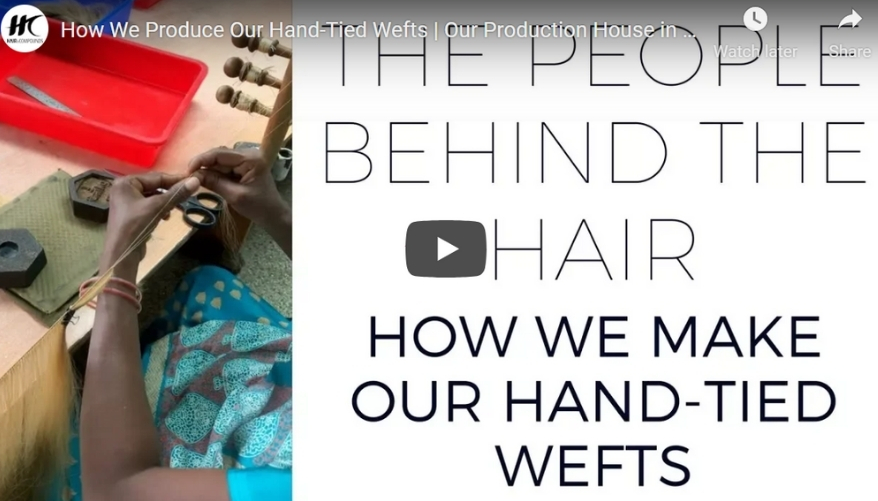 HC
How We Produce Our Hand-Tied Wefts | Our Production House in ...
Watch later
Share
THE PEOPLE
BEHIND THE
HAIR
HOW WE MAKE
OUR HAND-TIED
WEFTS